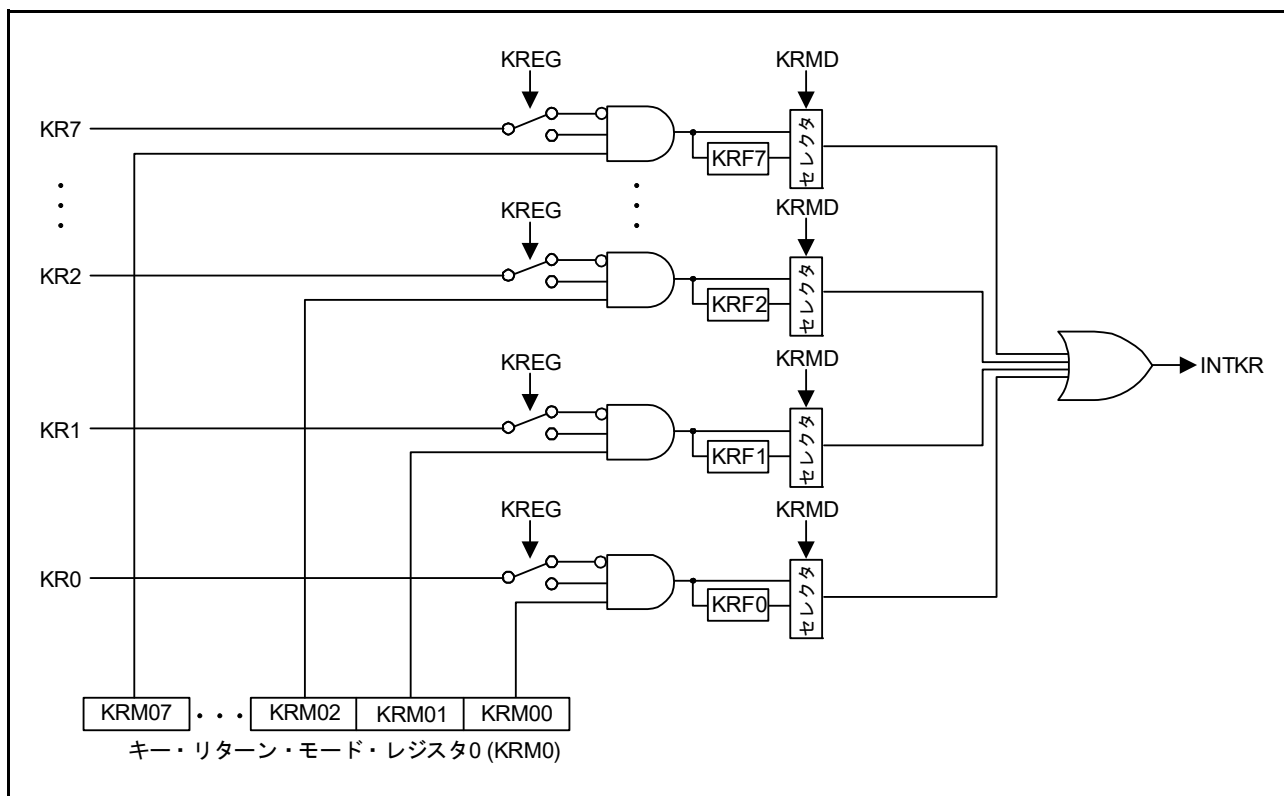 KREG
KRMD
KR7
セレクタ
KRF7
KREG
KRMD
KR2
セレクタ
KRF2
KREG
KRMD
INTKR
KR1
セレクタ
KRF1
KREG
KRMD
KR0
セレクタ
KRF0
KRM07 ・・・ KRM02 KRM01 KRM00
キー・リターン・モード・レジスタ0 (KRM0)